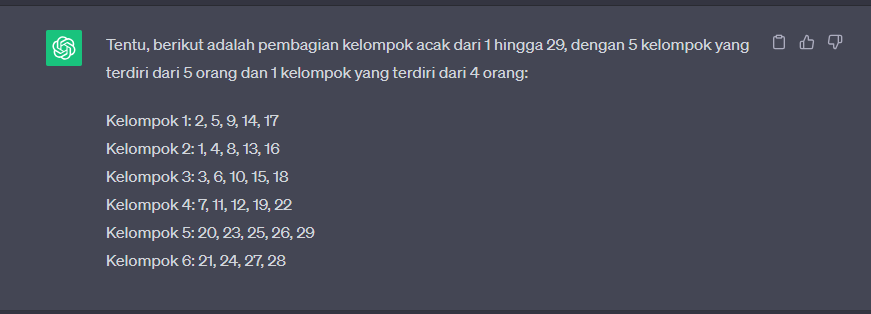 Tentu, berikut adalah pembagian kelompok acak dari 1 hingga 29, dengan 5 kelompok yang
terdiri dari 5 orang dan 1 kelompok yang terdiri dari 4 orang:
Kelompok 1: 2, 5, 9, 14, 17
Kelompok 2: 1, 4, 8, 13, 16
Kelompok 3: 3, 6, 10, 15, 18
Kelompok 4: 7, 11, 12, 19, 22
Kelompok 5: 20, 23, 25, 26, 29
Kelompok 6: 21, 24, 27, 28